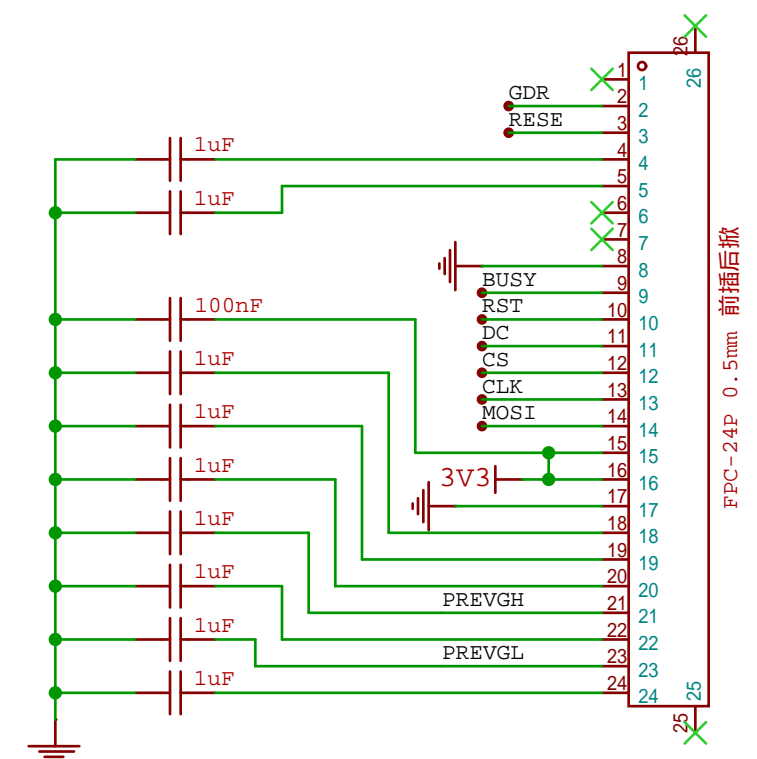 26
26
1
1
GDR
2
2
RESE
3
3
1uF
4
4
1uF
5
5
6
6
7
7
8
8
BUSY
9
9
100nF
RST
10
10
DC
11
11
1uF
CS
12
12
CLK
13
13
1uF
MOSI
14
14
15
15
1uF
3V3
16
16
17
17
1uF
18
18
19
19
1uF
20
20
PREVGH
21
21
1uF
22
22
PREVGL
23
23
1uF
24
24
25
25
FPC-24P 0.5mm 前插后掀